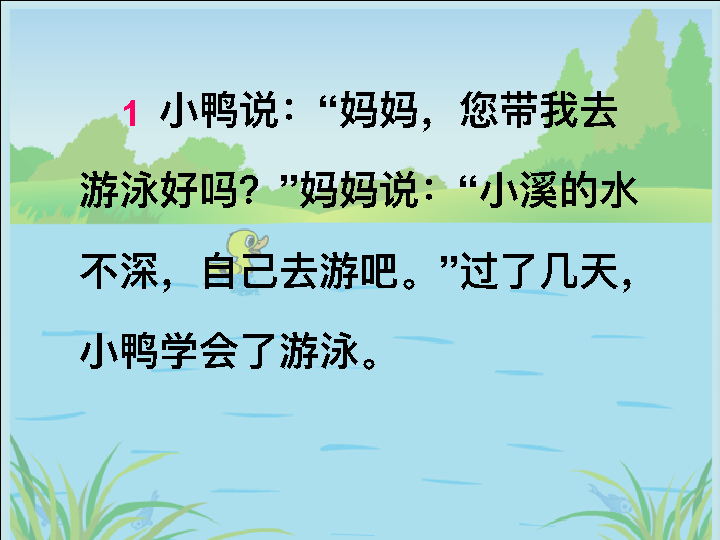 1 小鸭说：“妈妈，您带我去
游泳好吗？”妈妈说：“小溪的水
不深，自己去游吧。”过了几天，
小鸭学会了游泳。